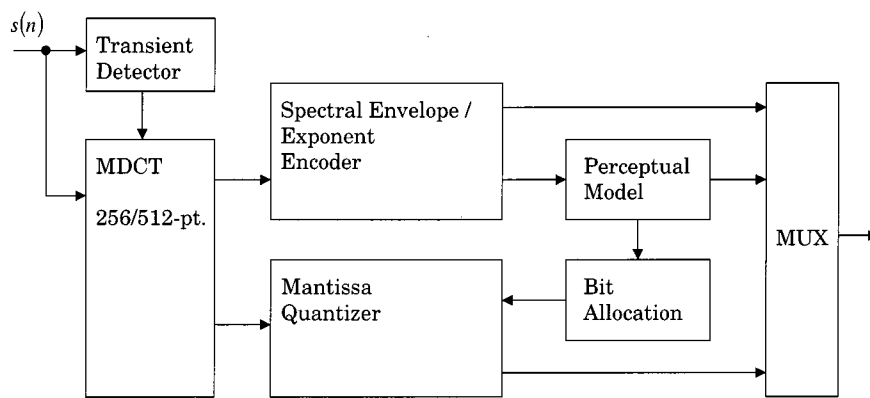 s(n)
Transient
Detector
Spectral Envelope /
Exponent
Encoder
MDCT
256/512-pt.
Perceptual
Model
MUX
Mantissa
Quantizer
Bit
Allocation